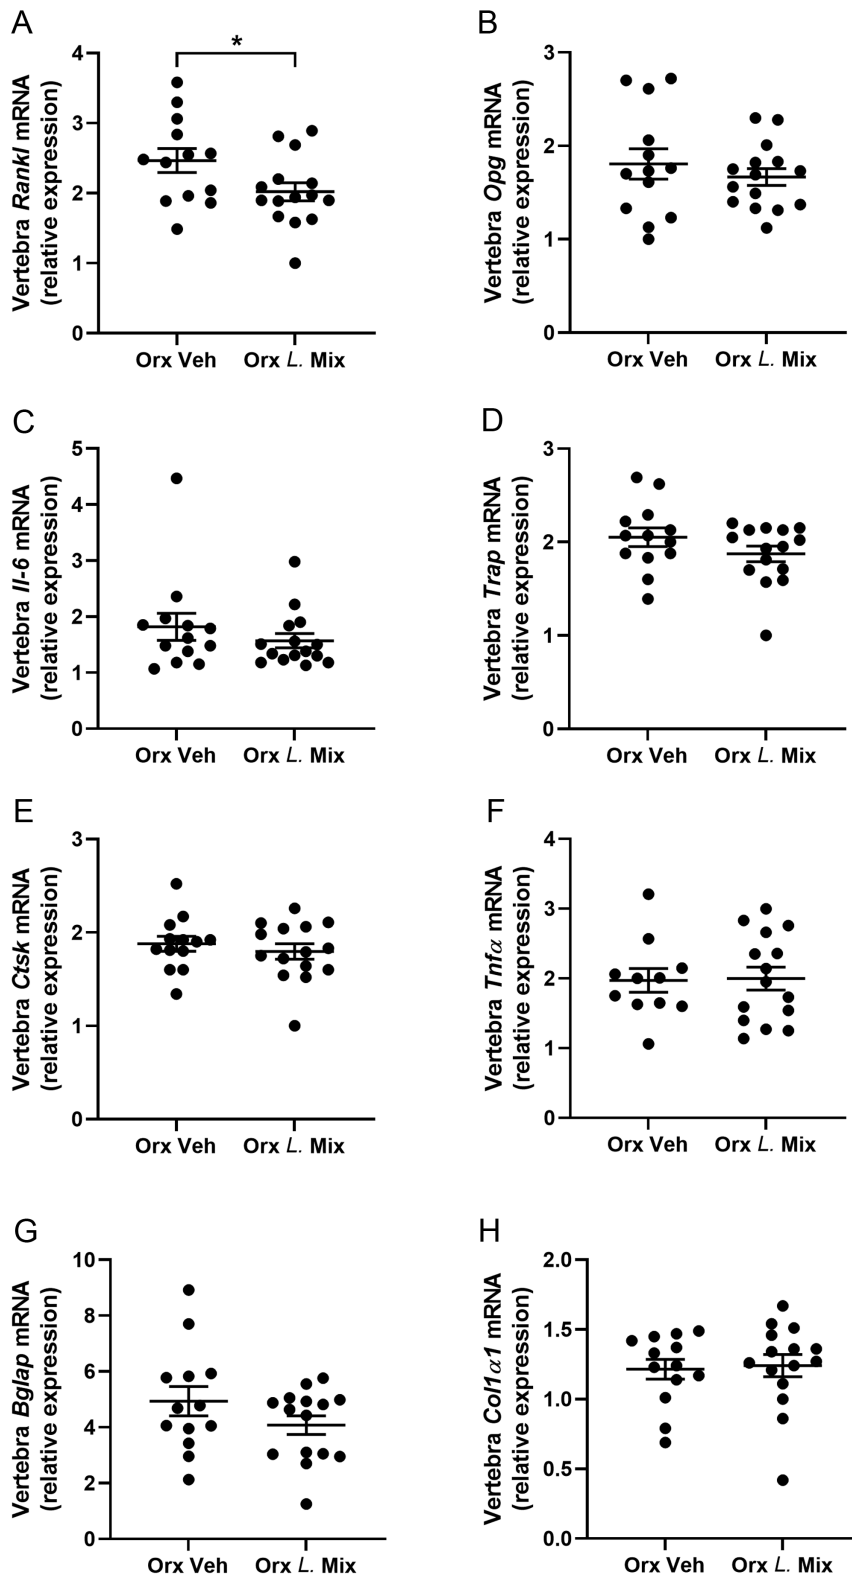 A
Vertebra Rankl mRNA
(relative expression)
4
3
2
1
0
*
Orx Veh
Orx L. Mix
B
Vertebra Opg mRNA
(relative expression)
3
2
1
0
Orx Veh
Orx L. Mix
C
Vertebra Il-6 mRNA
(relative expression)
5
4
3
2
1
0
Orx Veh
Orx L. Mix
D
Vertebra Trap mRNA
(relative expression)
3
2
1
0
Orx Veh
Orx L. Mix
E
Vertebra Ctsk mRNA
(relative expression)
3
2
1
0
Orx Veh
Orx L. Mix
F
Vertebra Tnfα mRNA
(relative expression)
4
3
2
1
0
Orx Veh
Orx L. Mix
G
Vertebra Bglap mRNA
(relative expression)
10
8
6
4
2
0
Orx Veh
Orx L. Mix
H
Vertebra Col1α1 mRNA
(relative expression)
2.0
1.5
1.0
0.5
0.0
Orx Veh
Orx L. Mix